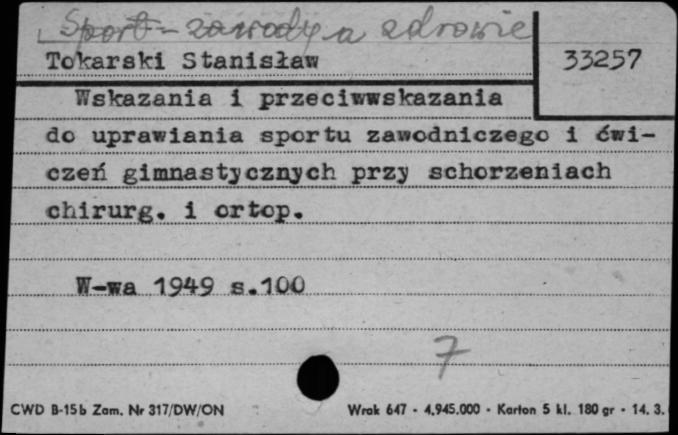 Sport - zawody a zdrowie
Tokarski Stanisław
33257
Wskazania i przeciwwskazania
do uprawiania sportu zawodniczego i ćwi-
czeń gimnastycznych przy schorzeniach
chirurg. i ortop.
W-wa 1949 s.100
7
CWD B-15b Zam. Nr 317/DW/ON
Wrak 647 - 4,945.000 - Karton 5 kl. 180 gr - 14. 3.